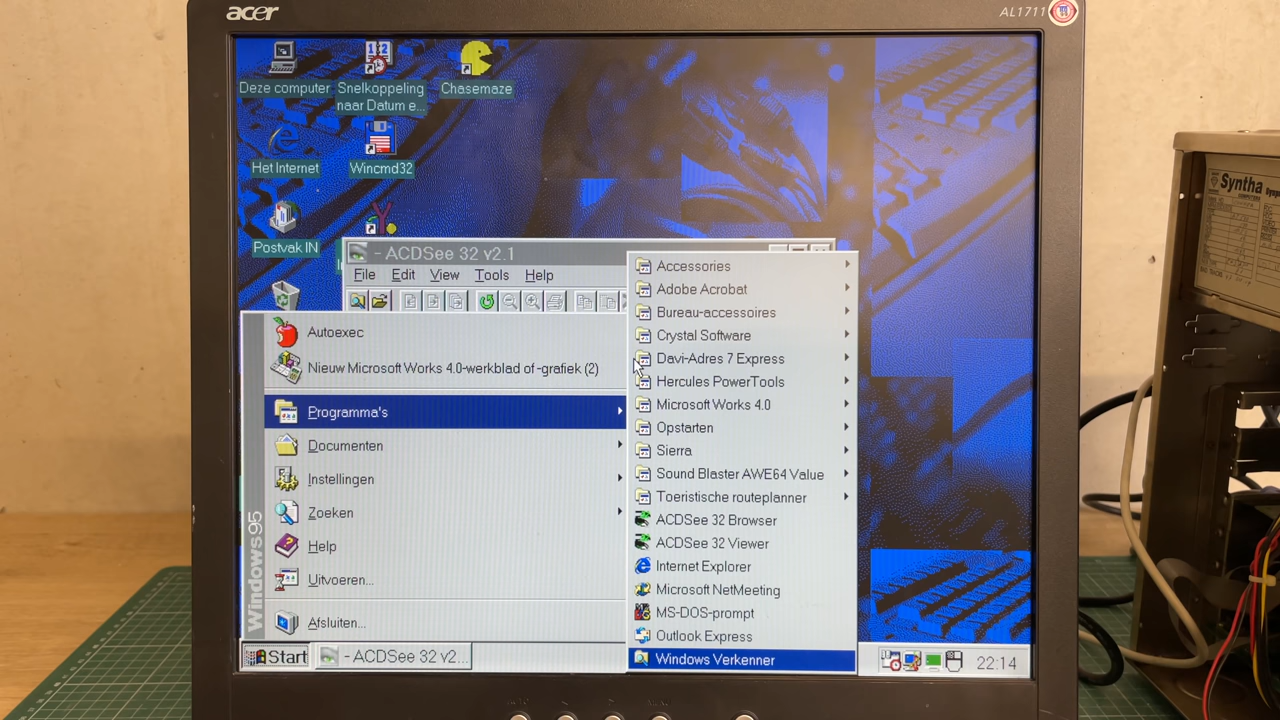 acer
AL1711
Deze computer
Snelkoppeling
naar Datum e...
Chasemaze
Het Internet
Wincmd32
Postvak IN
- ACDSee 32 v2.1
File Edit View Tools Help
Autoexec
Nieuw Microsoft Works 4.0-werkblad of -grafiek (2)
Programma's
Documenten
Instellingen
Zoeken
Help
Uitvoeren...
Afsluiten...
Windows95
Accessories
Adobe Acrobat
Bureau-accessoires
Crystal Software
Davi-Adres 7 Express
Hercules PowerTools
Microsoft Works 4.0
Opstarten
Sierra
Sound Blaster AWE64 Value
Toeristische routeplanner
ACDSee 32 Browser
ACDSee 32 Viewer
Internet Explorer
Microsoft NetMeeting
MS-DOS-prompt
Outlook Express
Windows Verkenner
Start
- ACDSee 32 v2...
22:14
Syntha
COMPUTERS